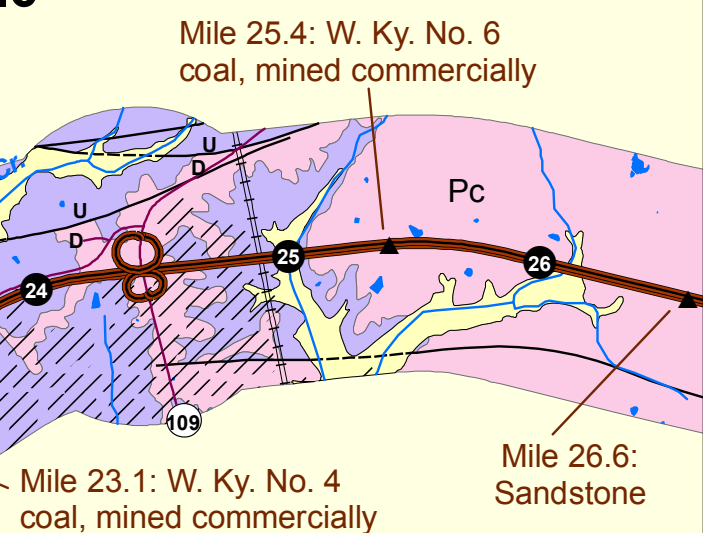 Mile 25.4: W. Ky. No. 6
coal, mined commercially
U
D
Pc
U
D
25
26
24
109
Mile 26.6:
Sandstone
Mile 23.1: W. Ky. No. 4
coal, mined commercially